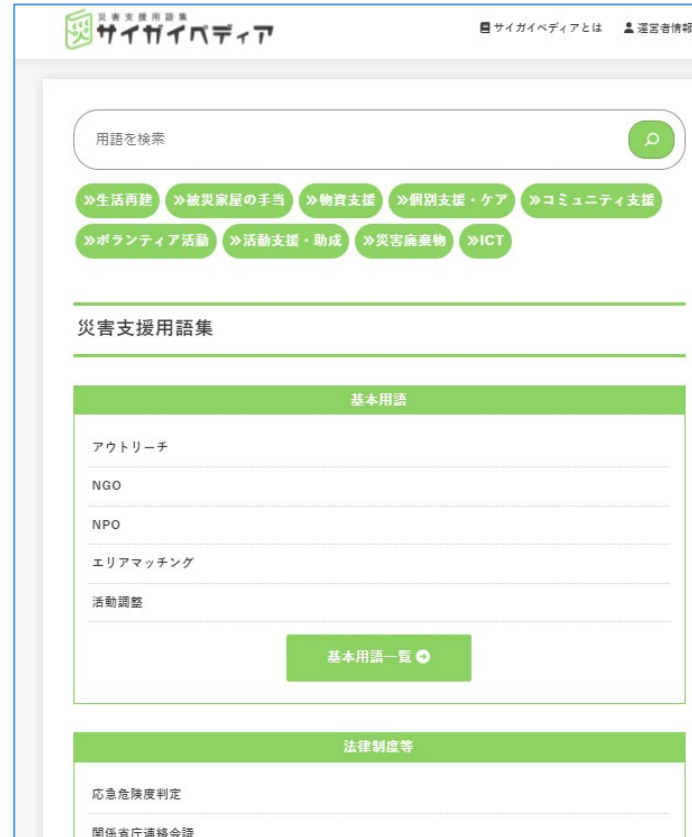 災害支援用語集
サイガイペディア
サイガイペディアとは 運営者情報
用語を検索
»生活再建 »被災家屋の手当 »物資支援 »個別支援・ケア »コミュニティ支援
»ボランティア活動 »活動支援・助成 »災害廃棄物 »ICT
災害支援用語集
基本用語
アウトリーチ
NGO
NPO
エリアマッチング
活動調整
基本用語一覧
法律制度等
応急危険度判定
関係省庁連絡会議